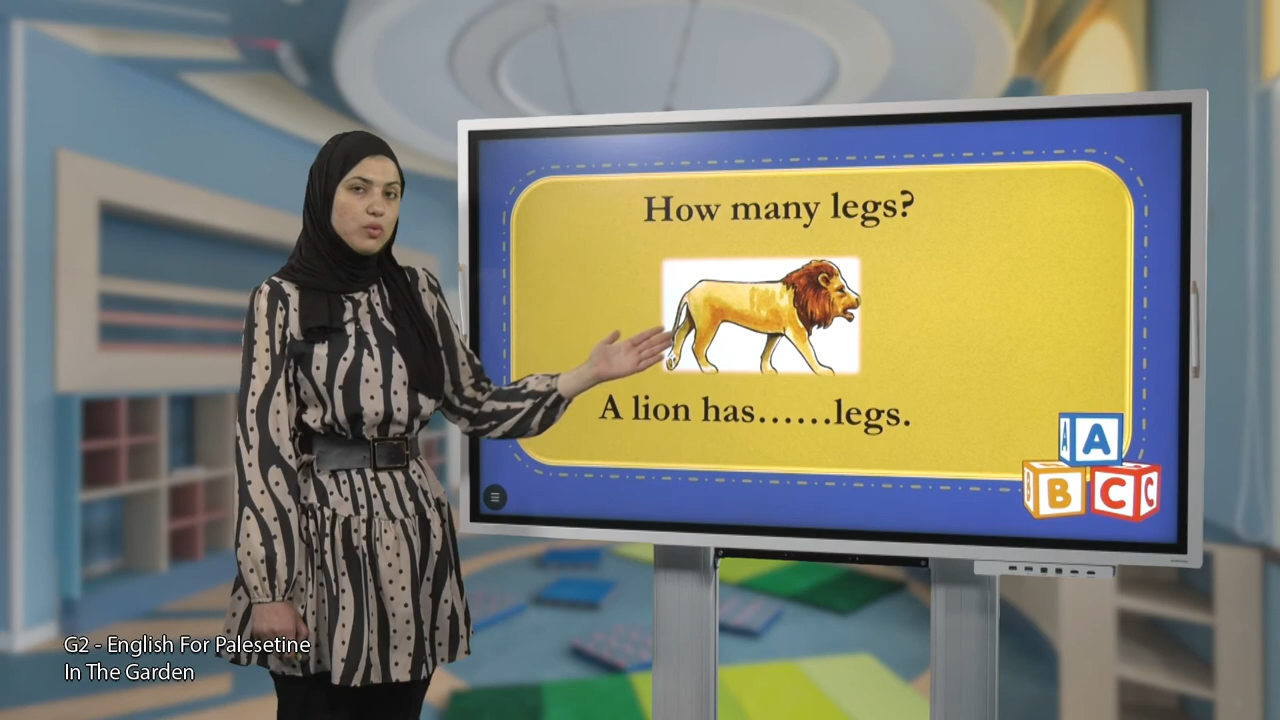 How many legs?
A lion has......legs.
A
A
B
B
C
C
G2 - English For Palesetine
In The Garden